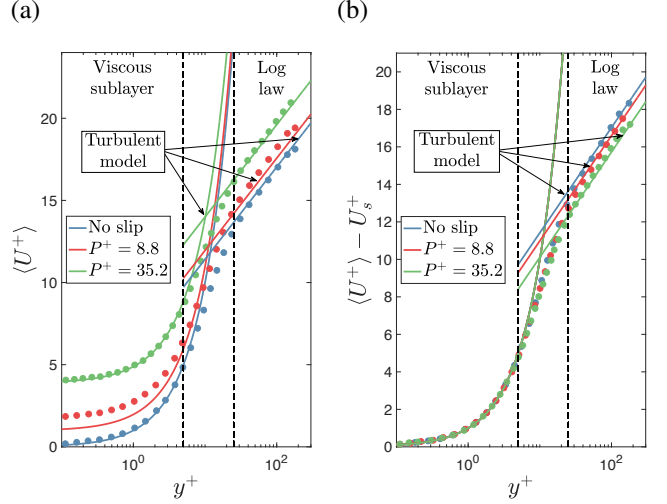 (a)
(b)
Viscous
sublayer
Log
law
Turbulent
model
No slip
P⁺ = 8.8
P⁺ = 35.2
⟨U⁺⟩
20
15
10
5
0
10⁰
10²
y⁺
Viscous
sublayer
Log
law
Turbulent
model
No slip
P⁺ = 8.8
P⁺ = 35.2
⟨U⁺⟩ − Uₛ⁺
20
18
16
14
12
10
8
6
4
2
0
10⁰
10²
y⁺